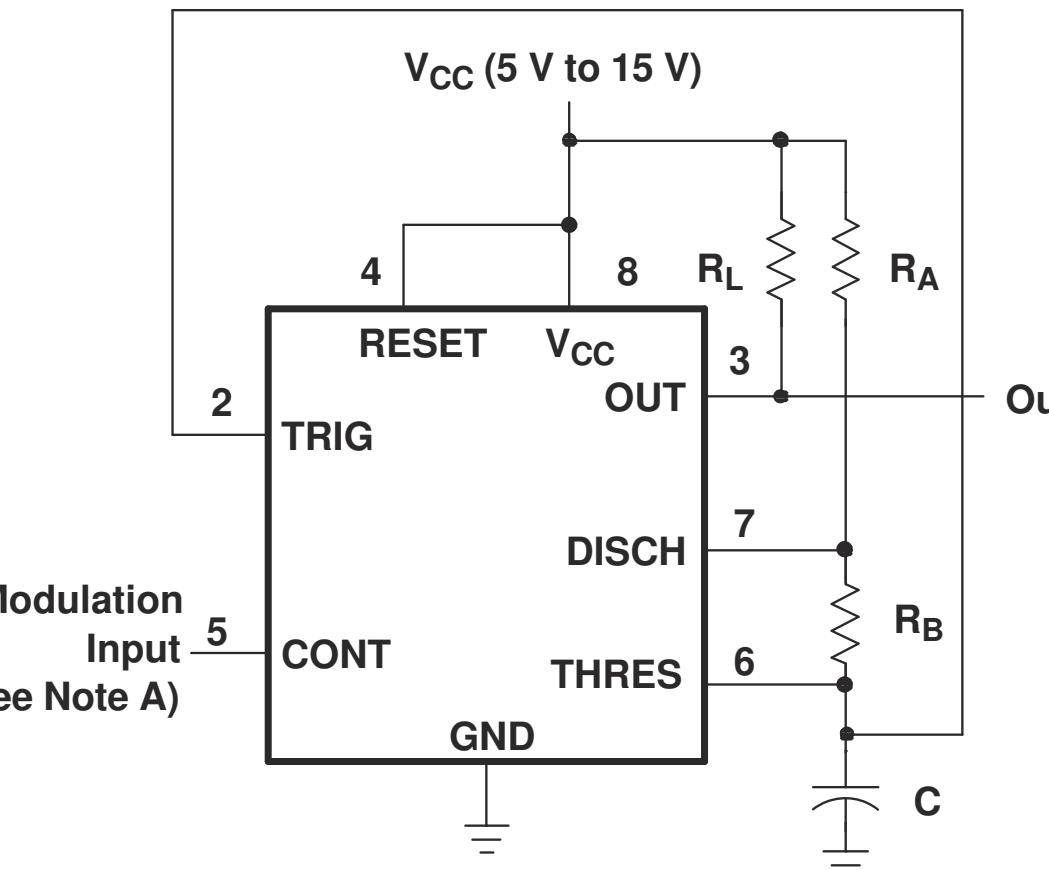 VCC (5 V to 15 V)
4
8
RL
RA
RESET
VCC
3
OUT
2
TRIG
7
DISCH
Input
5
CONT
RB
6
THRES
Note A)
GND
C